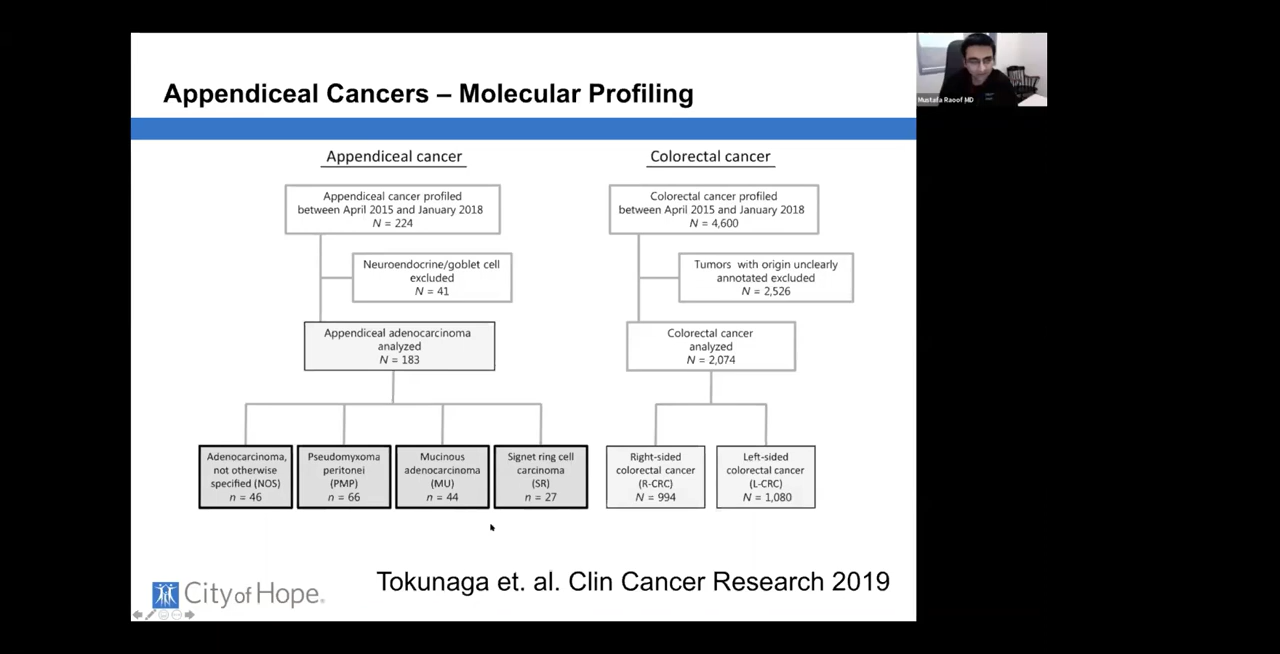 Appendiceal Cancers – Molecular Profiling
Mustafa Raoof MD
Appendiceal cancer
Colorectal cancer
Appendiceal cancer profiled
between April 2015 and January 2018
N = 224
Colorectal cancer profiled
between April 2015 and January 2018
N = 4,600
Neuroendocrine/goblet cell
excluded
N = 41
Tumors with origin unclearly
annotated excluded
N = 2,526
Appendiceal adenocarcinoma
analyzed
N = 183
Colorectal cancer
analyzed
N = 2,074
Adenocarcinoma,
not otherwise
specified (NOS)
n = 46
Pseudomyxoma
peritonei
(PMP)
n = 66
Mucinous
adenocarcinoma
(MU)
n = 44
Signet ring cell
carcinoma
(SR)
n = 27
Right-sided
colorectal cancer
(R-CRC)
N = 994
Left-sided
colorectal cancer
(L-CRC)
N = 1,080
Tokunaga et. al. Clin Cancer Research 2019
City of Hope®